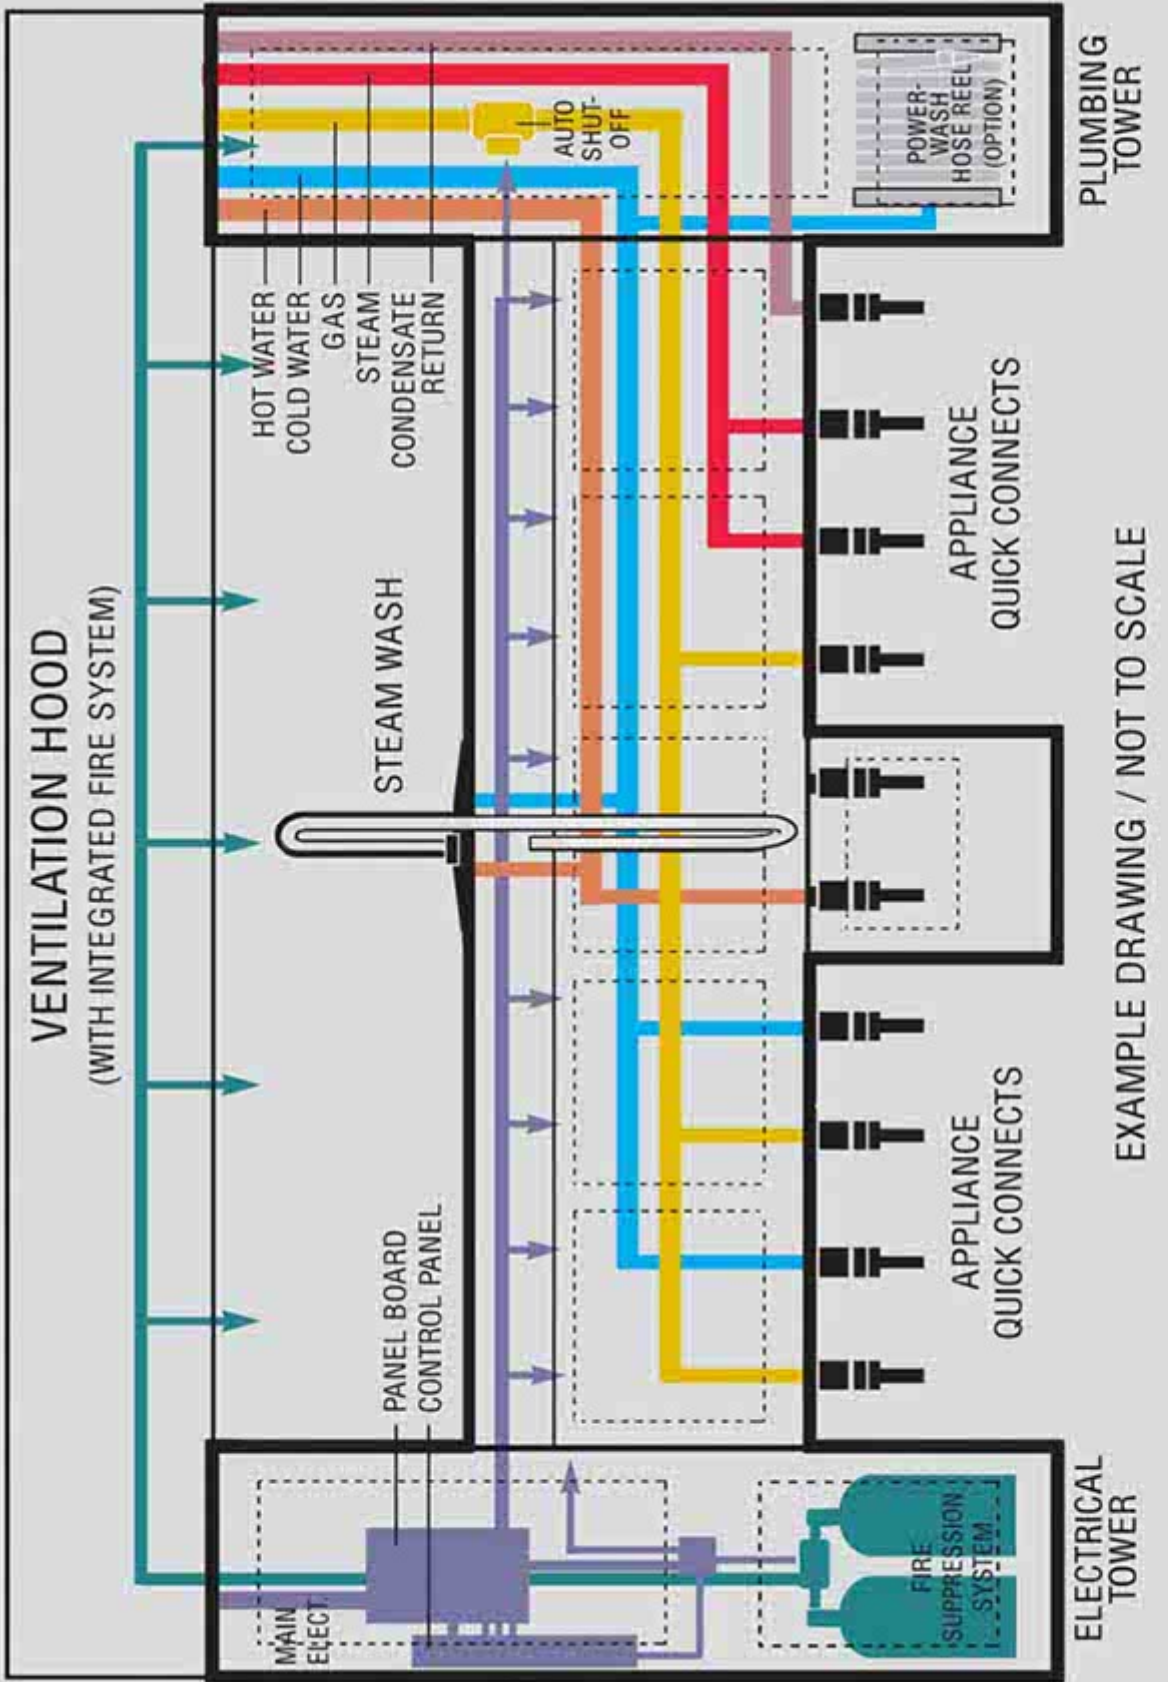 VENTILATION HOOD
(WITH INTEGRATED FIRE SYSTEM)
MAIN
ELECT.
PANEL BOARD
CONTROL PANEL
STEAM WASH
HOT WATER
COLD WATER
GAS
STEAM
CONDENSATE
RETURN
AUTO
SHUT-
OFF
FIRE
SUPPRESSION
SYSTEM
POWER-
WASH
HOSE REEL
(OPTION)
APPLIANCE
QUICK CONNECTS
APPLIANCE
QUICK CONNECTS
ELECTRICAL
TOWER
PLUMBING
TOWER
EXAMPLE DRAWING / NOT TO SCALE